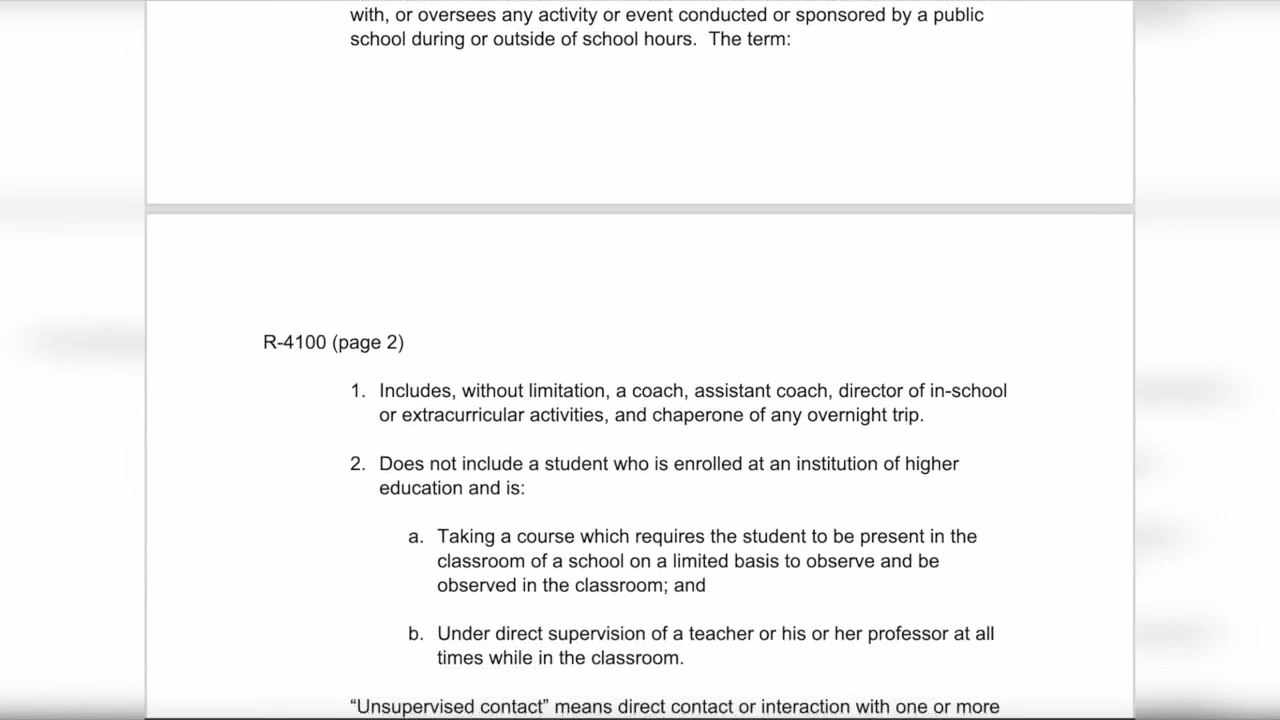 with, or oversees any activity or event conducted or sponsored by a public
school during or outside of school hours.  The term:
R-4100 (page 2)
1. Includes, without limitation, a coach, assistant coach, director of in-school
or extracurricular activities, and chaperone of any overnight trip.
2. Does not include a student who is enrolled at an institution of higher
education and is:
a. Taking a course which requires the student to be present in the
classroom of a school on a limited basis to observe and be
observed in the classroom; and
b. Under direct supervision of a teacher or his or her professor at all
times while in the classroom.
“Unsupervised contact” means direct contact or interaction with one or more